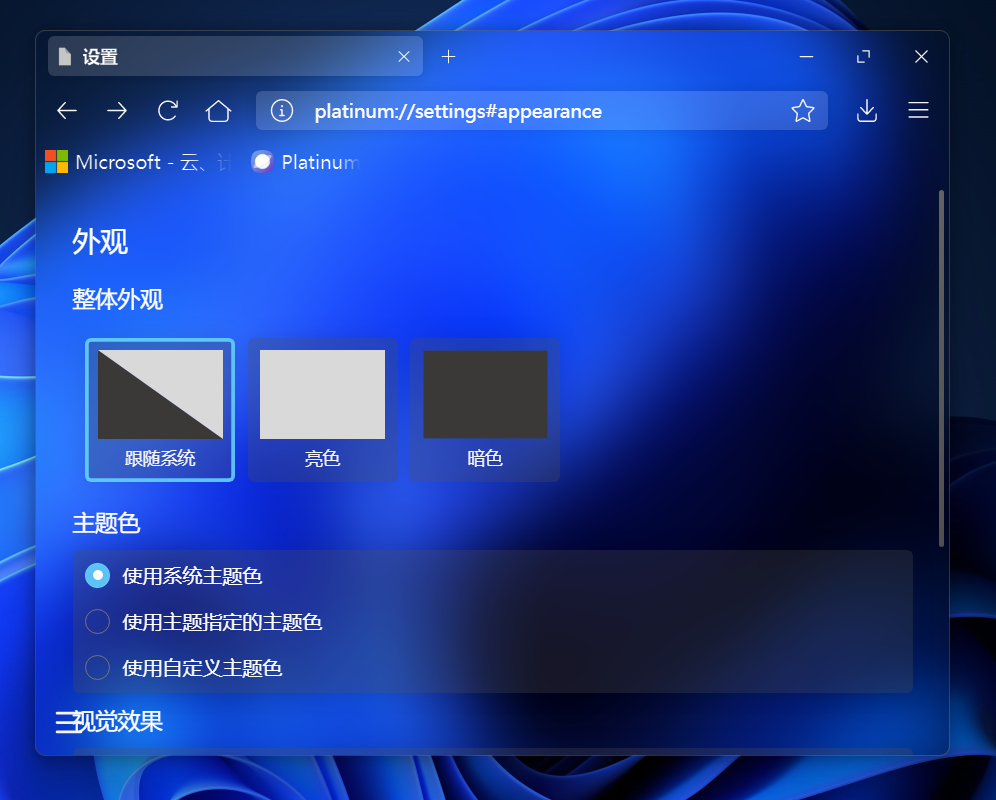 设置
platinum://settings#appearance
Microsoft - 云、计 Platinum
外观
整体外观
跟随系统 亮色 暗色
主题色
使用系统主题色
使用主题指定的主题色
使用自定义主题色
视觉效果